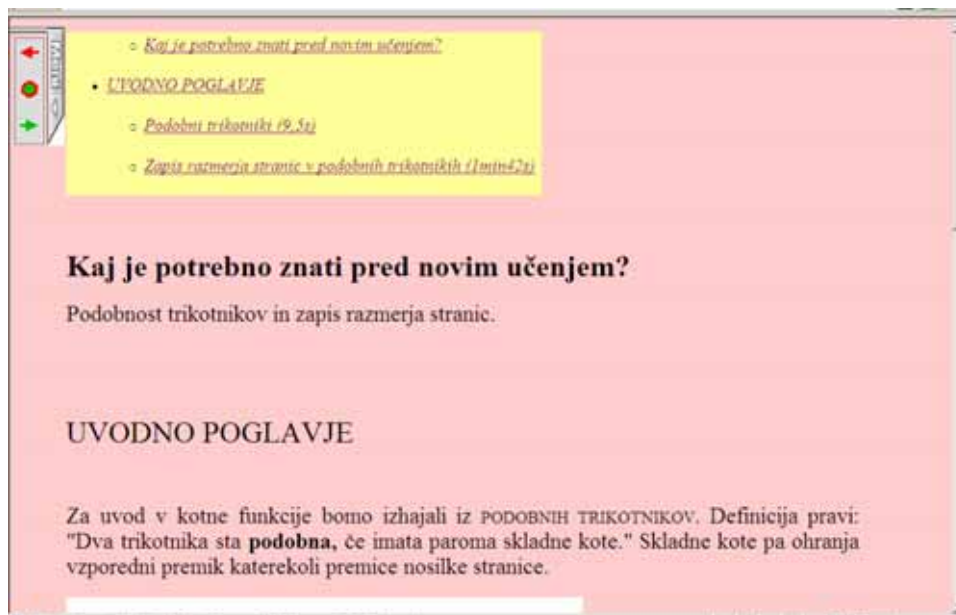 Kaj je potrebno znati pred novim učenjem?
UVODNO POGLAVJE
Podobni trikotniki (9,5s)
Zapis razmerja stranic v podobnih trikotnikih (1min42s)
Kaj je potrebno znati pred novim učenjem?
Podobnost trikotnikov in zapis razmerja stranic.
UVODNO POGLAVJE
Za uvod v kotne funkcije bomo izhajali iz PODOBNIH TRIKOTNIKOV. Definicija pravi:
"Dva trikotnika sta podobna, če imata paroma skladne kote." Skladne kote pa ohranja
vzporedni premik katerekoli premice nosilke stranice.